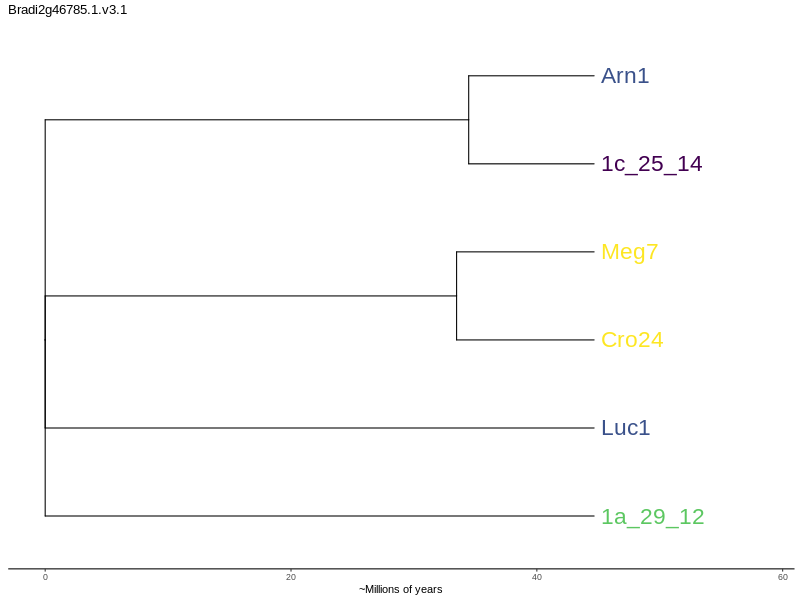 Bradi2g46785.1.v3.1
Arn1
1c_25_14
Meg7
Cro24
Luc1
1a_29_12
0 20 40 60
~Millions of years